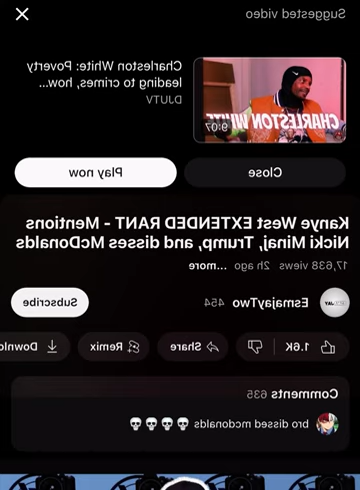 Suggested video
Charleston White: Poverty
leading to crimes, how,...
DJUTV
CHARLESTON WHITE
9:07
Close
Play now
Kanye West EXTENDED RANT - Mentions
Nicki Minaj, Trump, and disses McDonalds
17,638 views 2h ago ...more
EsmajayTwo 454
Subscribe
1.6K
Share
Remix
Downlo
Comments 635
bro dissed mcdonalds 💀💀💀💀